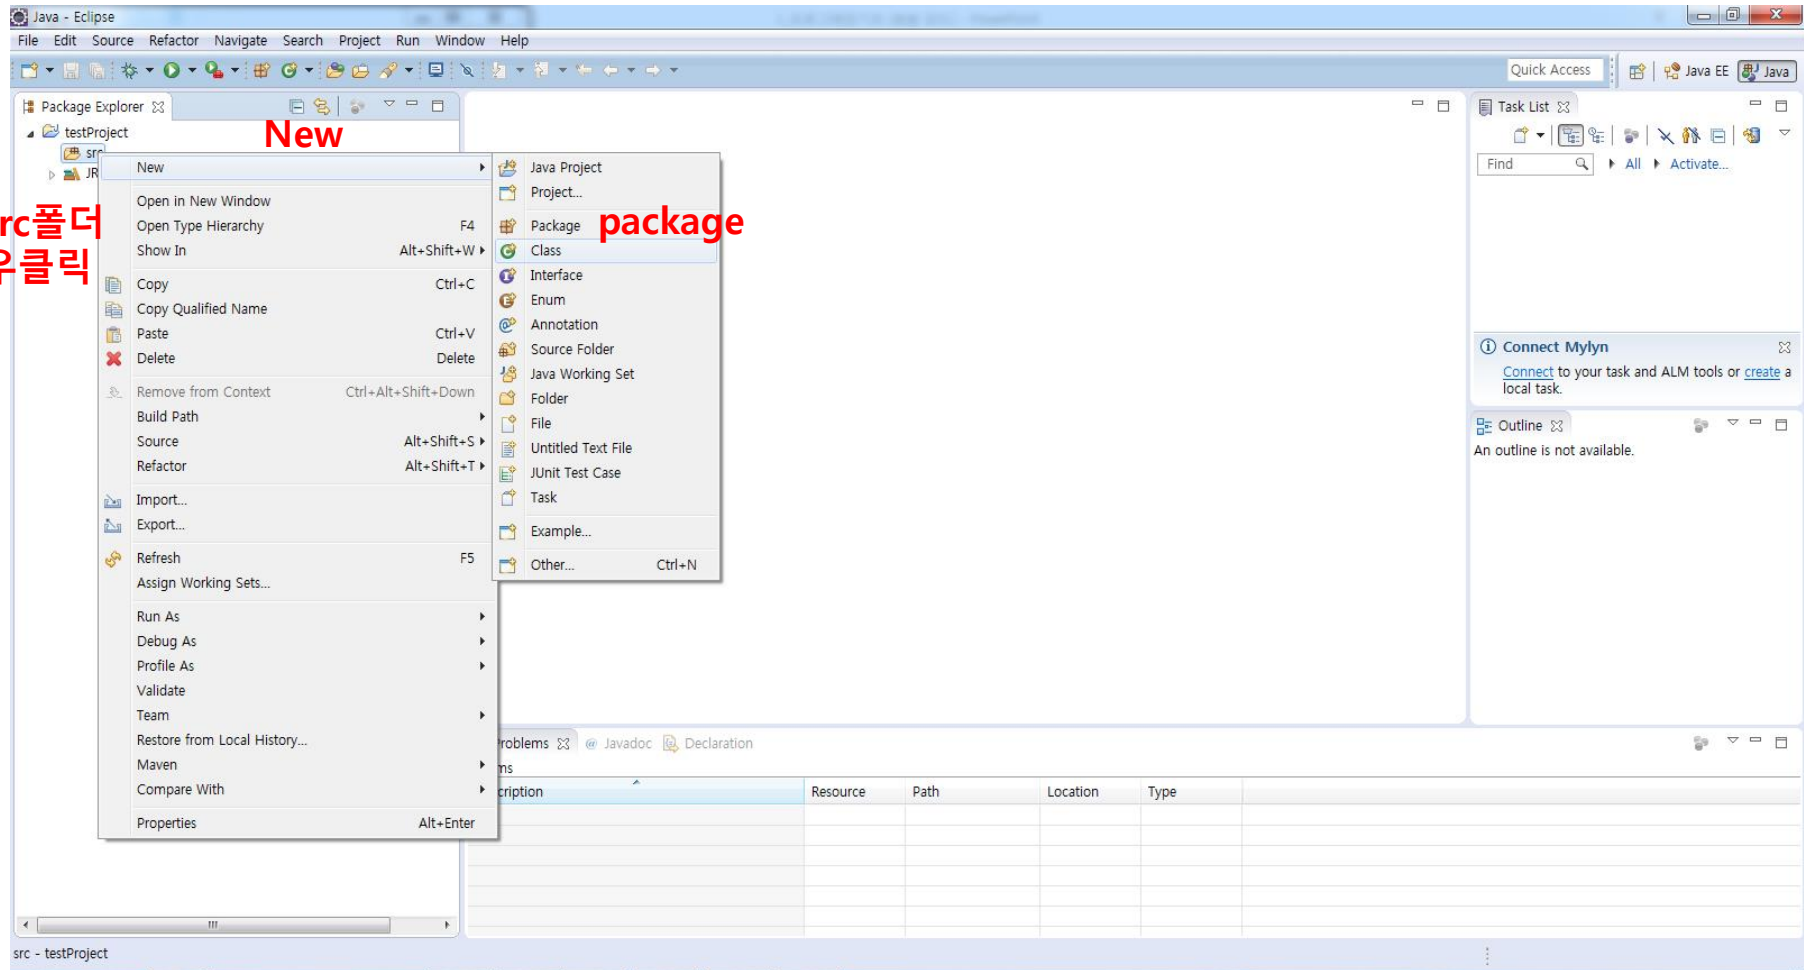 Java - Eclipse
File Edit Source Refactor Navigate Search Project Run Window Help
Quick Access
Java EE
Java
Package Explorer
testProject
src
JR
New
rc폴더
우클릭
package
New
Open in New Window
Open Type Hierarchy F4
Show In Alt+Shift+W
Copy Ctrl+C
Copy Qualified Name
Paste Ctrl+V
Delete Delete
Remove from Context Ctrl+Alt+Shift+Down
Build Path
Source Alt+Shift+S
Refactor Alt+Shift+T
Import...
Export...
Refresh F5
Assign Working Sets...
Run As
Debug As
Profile As
Validate
Team
Restore from Local History...
Maven
Compare With
Properties Alt+Enter
Java Project
Project...
Package
Class
Interface
Enum
Annotation
Source Folder
Java Working Set
Folder
File
Untitled Text File
JUnit Test Case
Task
Example...
Other... Ctrl+N
Task List
Find All Activate...
Connect Mylyn
Connect to your task and ALM tools or create a
local task.
Outline
An outline is not available.
roblems Javadoc Declaration
ms
cription Resource Path Location Type
src - testProject